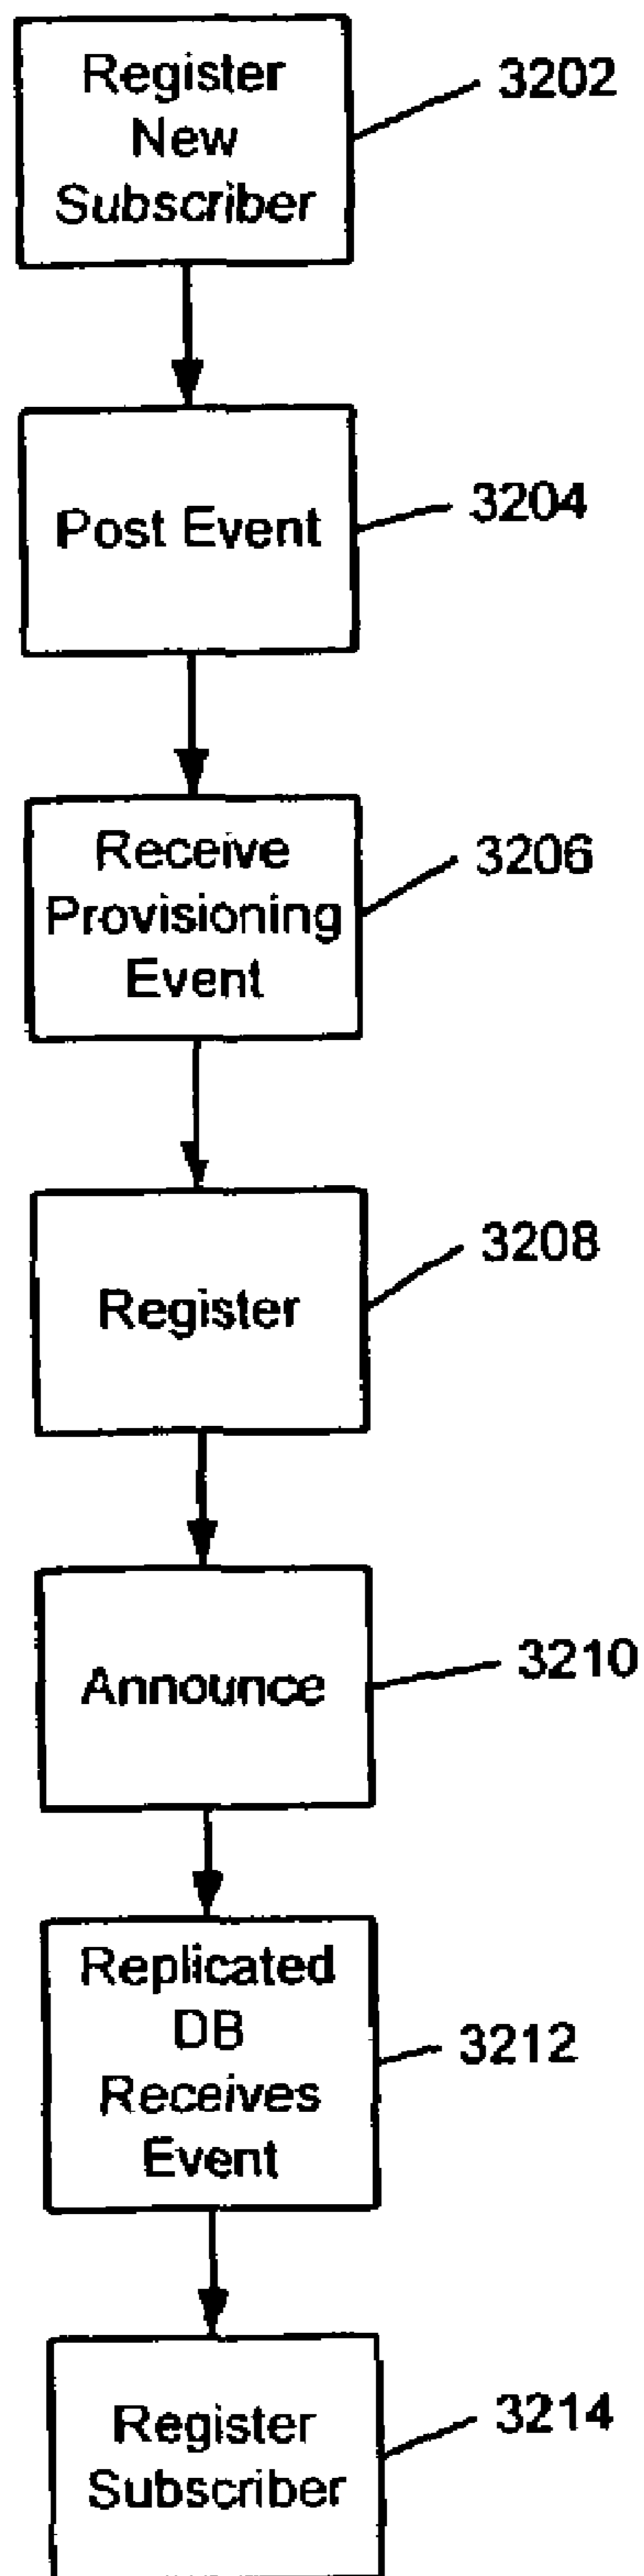 Register
New
Subscriber
3202
Post Event
3204
Receive
Provisioning
Event
3206
Register
3208
Announce
3210
Replicated
DB
Receives
Event
3212
Register
Subscriber
3214